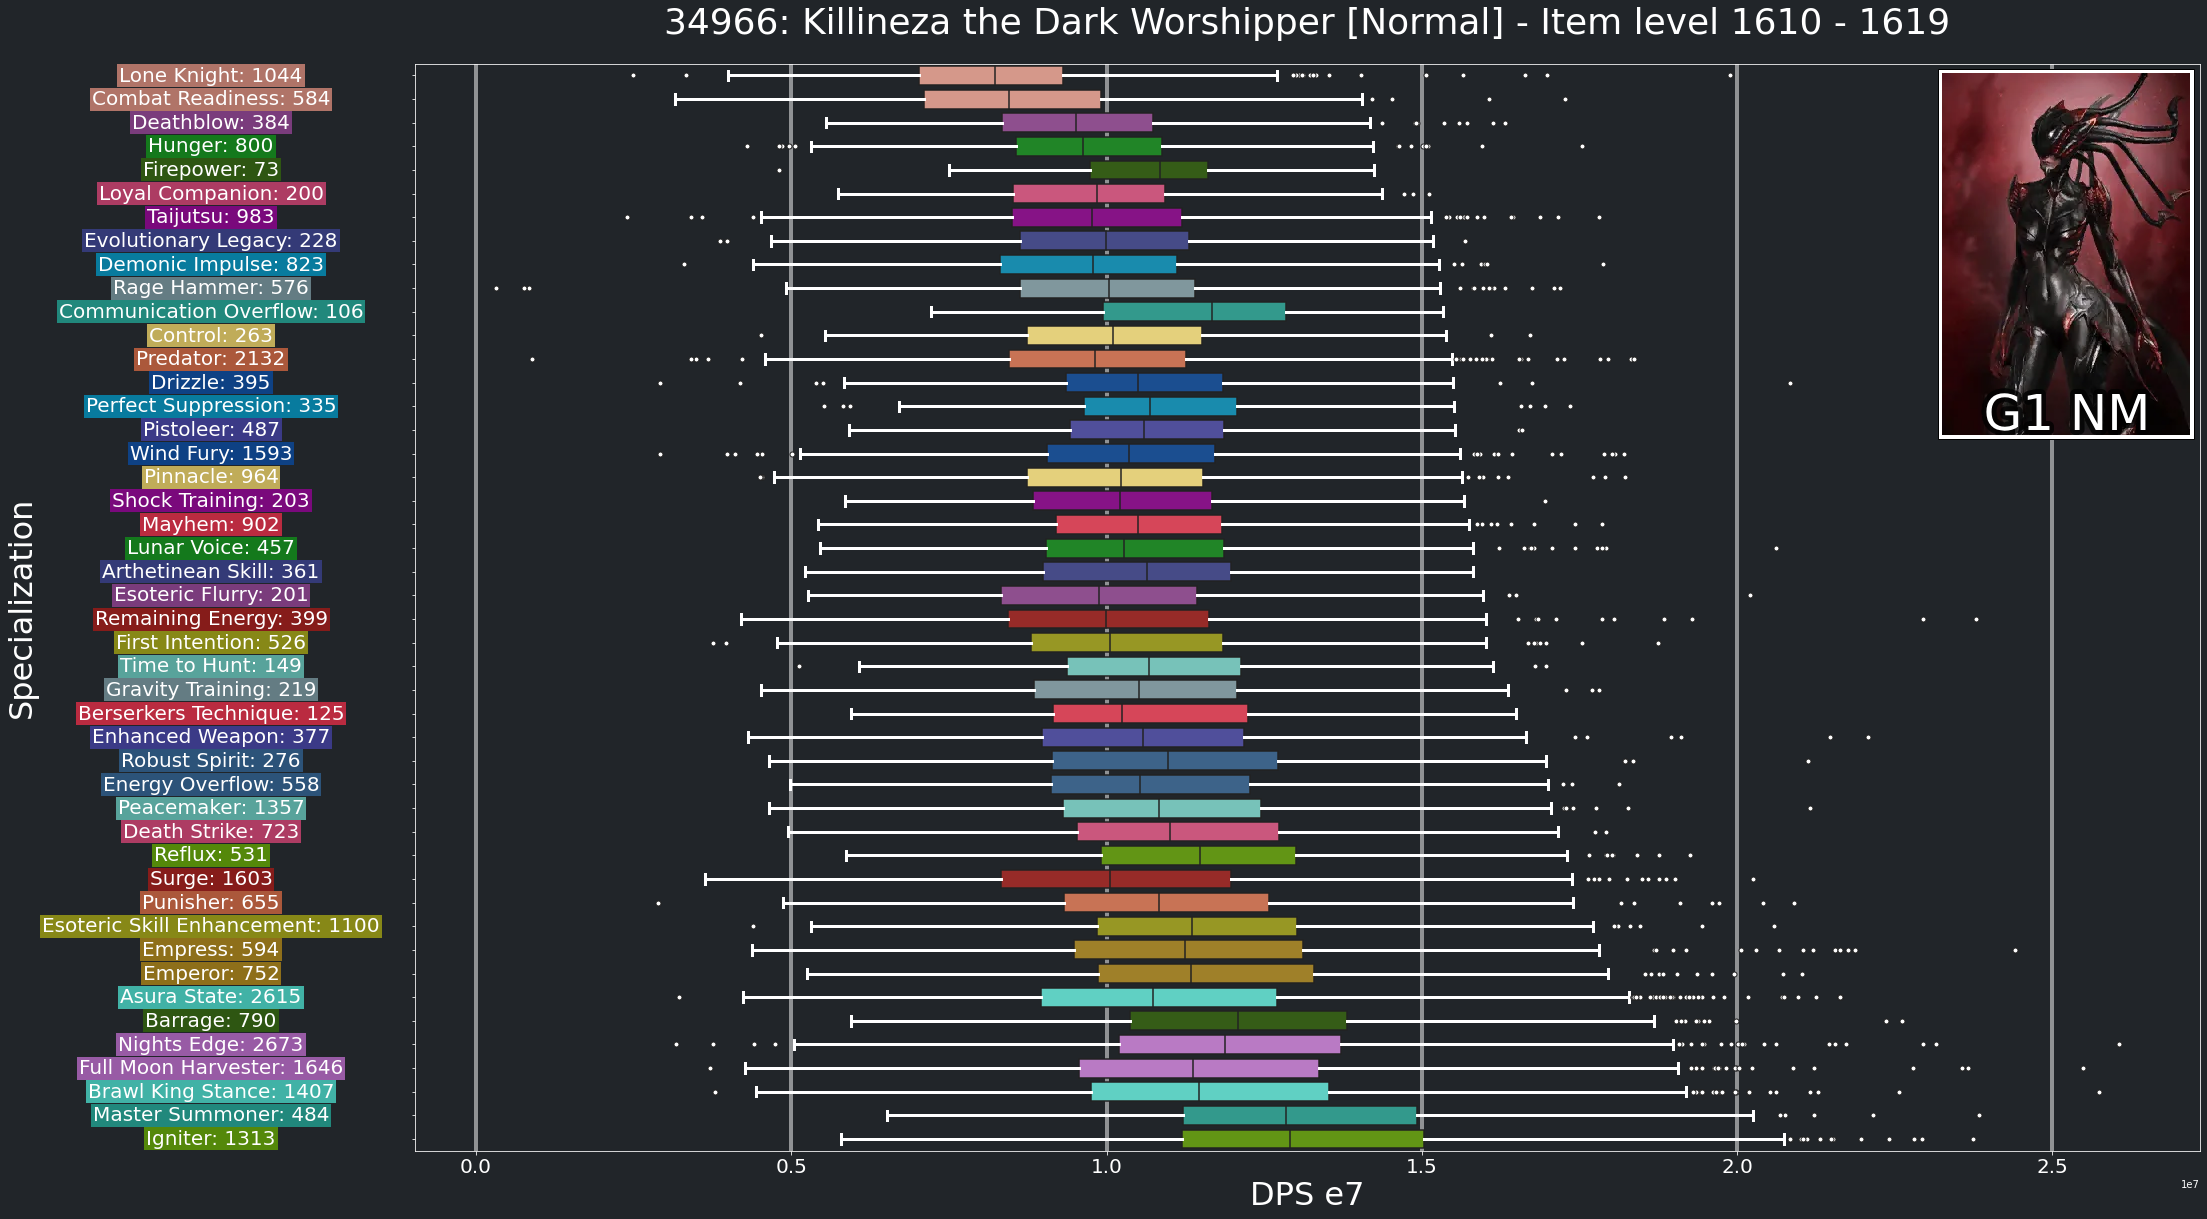 34966: Killineza the Dark Worshipper [Normal] - Item level 1610 - 1619
Lone Knight: 1044
Combat Readiness: 584
Deathblow: 384
Hunger: 800
Firepower: 73
Loyal Companion: 200
Taijutsu: 983
Evolutionary Legacy: 228
Demonic Impulse: 823
Rage Hammer: 576
Communication Overflow: 106
Control: 263
Predator: 2132
Drizzle: 395
Perfect Suppression: 335
Pistoleer: 487
Wind Fury: 1593
Pinnacle: 964
Shock Training: 203
Mayhem: 902
Lunar Voice: 457
Arthetinean Skill: 361
Esoteric Flurry: 201
Remaining Energy: 399
First Intention: 526
Time to Hunt: 149
Gravity Training: 219
Berserkers Technique: 125
Enhanced Weapon: 377
Robust Spirit: 276
Energy Overflow: 558
Peacemaker: 1357
Death Strike: 723
Reflux: 531
Surge: 1603
Punisher: 655
Esoteric Skill Enhancement: 1100
Empress: 594
Emperor: 752
Asura State: 2615
Barrage: 790
Nights Edge: 2673
Full Moon Harvester: 1646
Brawl King Stance: 1407
Master Summoner: 484
Igniter: 1313
Specialization
G1 NM
0.0 0.5 1.0 1.5 2.0 2.5
DPS e7
1e7